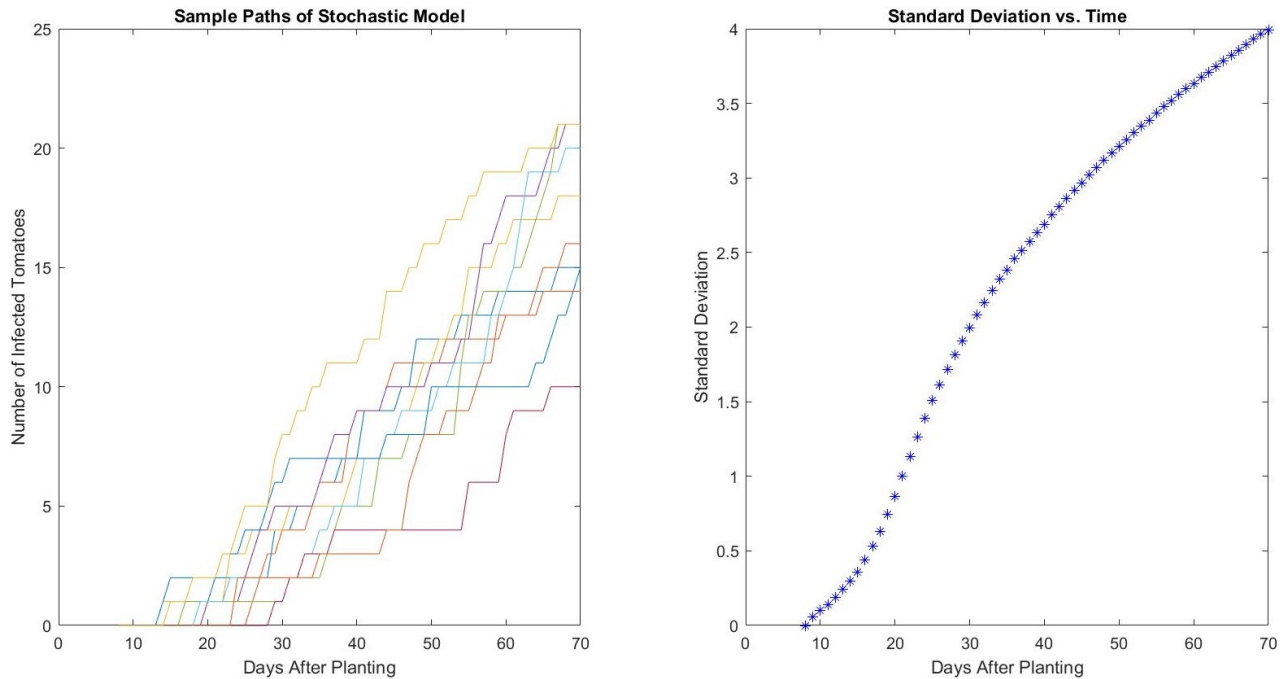 Sample Paths of Stochastic Model
25
20
15
10
5
0
0 10 20 30 40 50 60 70
Number of Infected Tomatoes
Days After Planting
Standard Deviation vs. Time
4
3.5
3
2.5
2
1.5
1
0.5
0
0 10 20 30 40 50 60 70
Standard Deviation
Days After Planting